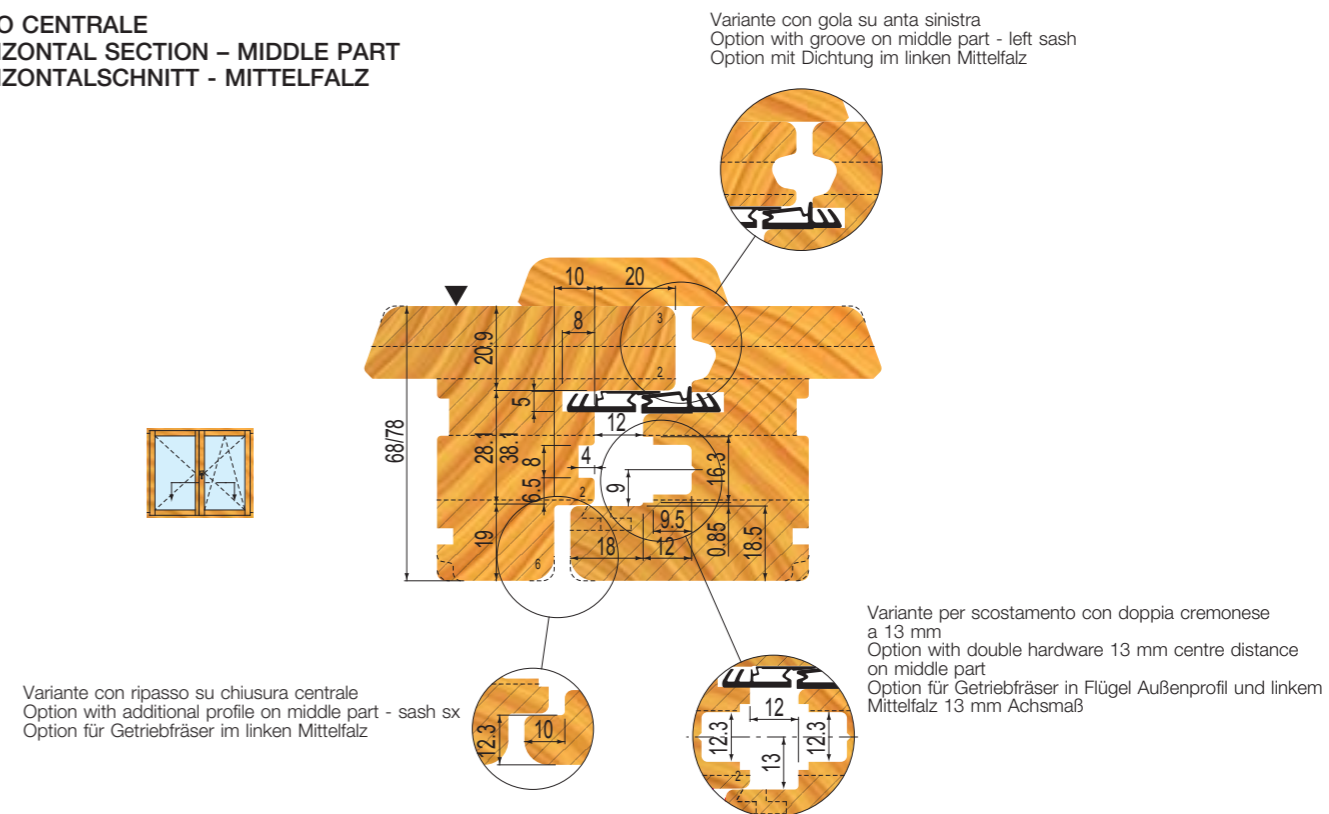 O CENTRALE
IZONTAL SECTION – MIDDLE PART
IZONTALSCHNITT - MITTELFALZ
Variante con gola su anta sinistra
Option with groove on middle part - left sash
Option mit Dichtung im linken Mittelfalz
10 20
8
3
20.9
2
5
12
68/78
28.1
38.1
8
4
16.3
9
6.5
2
9.5
19
18
12
0.85
18.5
6
Variante per scostamento con doppia cremonese
a 13 mm
Option with double hardware 13 mm centre distance
on middle part
Option für Getriebfräser in Flügel Außenprofil und linkem
Mittelfalz 13 mm Achsmaß
Variante con ripasso su chiusura centrale
Option with additional profile on middle part - sash sx
Option für Getriebfräser im linken Mittelfalz
12.3
10
12
12.3
12.3
13
2